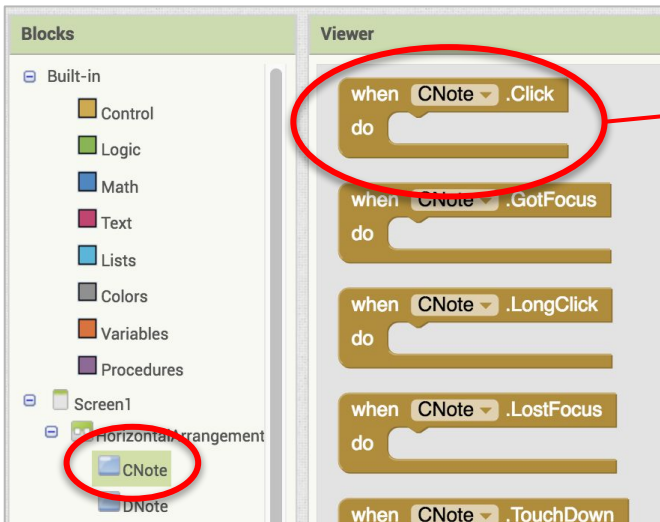 Blocks
Built-in
Control
Logic
Math
Text
Lists
Colors
Variables
Procedures
Screen1
HorizontalArrangement
CNote
DNote
Viewer
when CNote .Click
do
when CNote .GotFocus
do
when CNote .LongClick
do
when CNote .LostFocus
do
when CNote .TouchDown